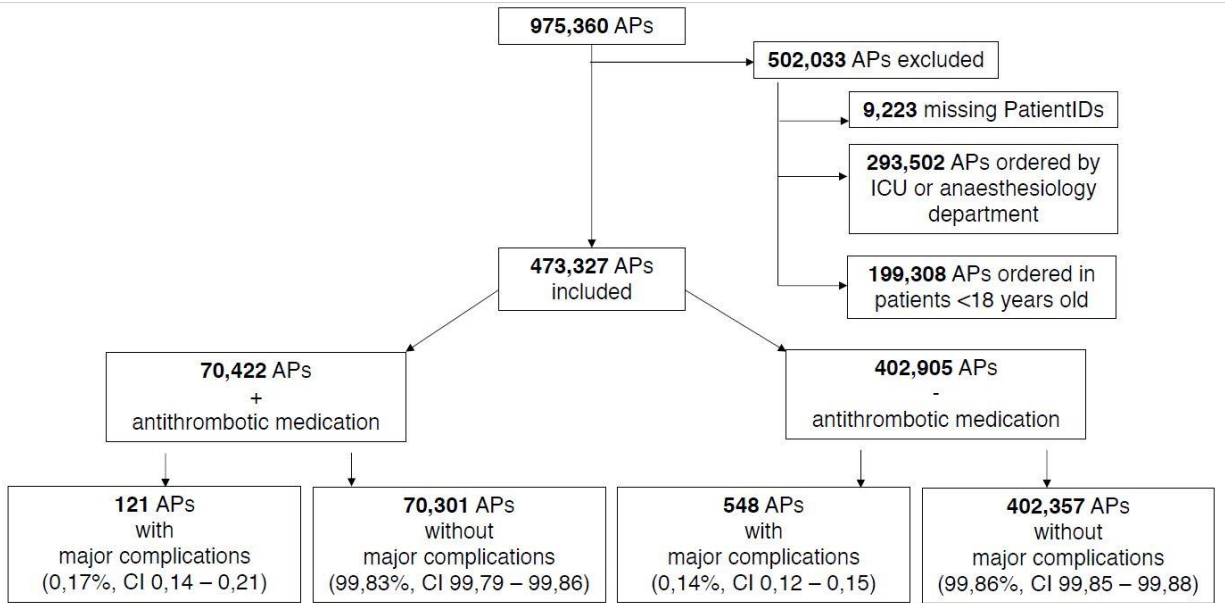 975,360 APs
502,033 APs excluded
9,223 missing PatientIDs
293,502 APs ordered by
ICU or anaesthesiology
department
199,308 APs ordered in
patients <18 years old
473,327 APs
included
70,422 APs
+
antithrombotic medication
402,905 APs
-
antithrombotic medication
121 APs
with
major complications
(0,17%, CI 0,14 – 0,21)
70,301 APs
without
major complications
(99,83%, CI 99,79 – 99,86)
548 APs
with
major complications
(0,14%, CI 0,12 – 0,15)
402,357 APs
without
major complications
(99,86%, CI 99,85 – 99,88)